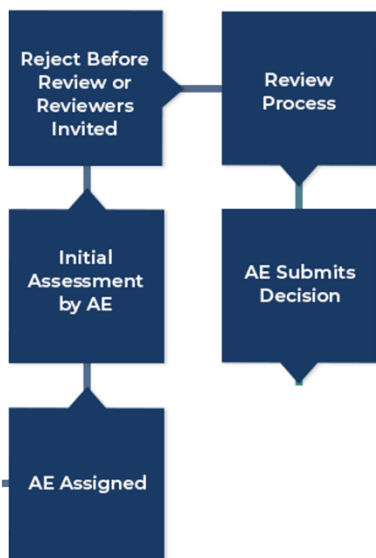 Reject Before
Review or
Reviewers
Invited
Review
Process
Initial
Assessment
by AE
AE Submits
Decision
AE Assigned